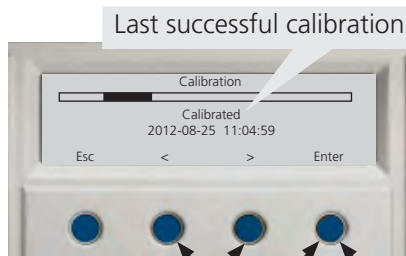 Last successful calibration
Calibration
Calibrated
2012-08-25 11:04:59
Esc < > Enter